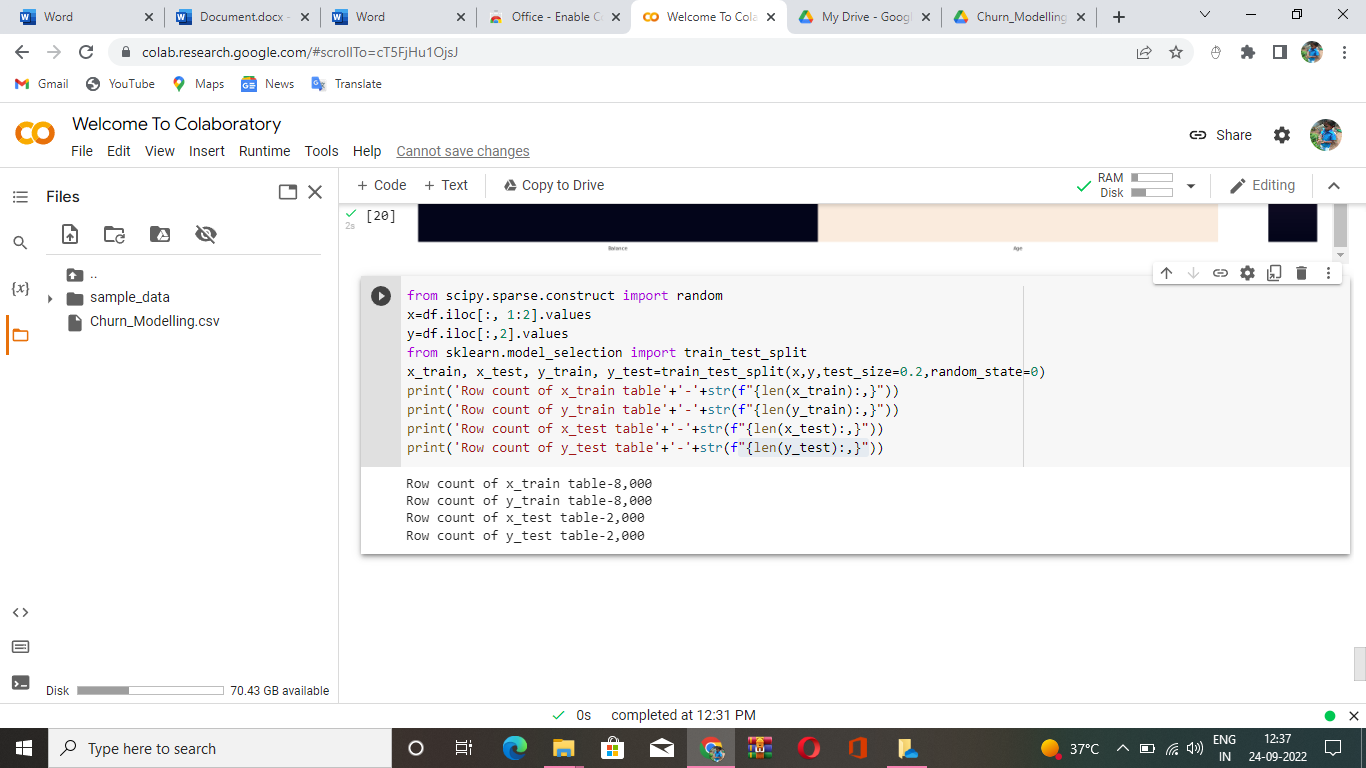 Word
Document.docx -
Word
Office - Enable C
Welcome To Cola
My Drive - Googl
Churn_Modelling
colab.research.google.com/#scrollTo=cT5FjHu1OjsJ
Gmail
YouTube
Maps
News
Translate
Welcome To Colaboratory
File Edit View Insert Runtime Tools Help Cannot save changes
Share
Files
+ Code + Text Copy to Drive
RAM
Disk
Editing
..
sample_data
Churn_Modelling.csv
{x}
[20]
2s
Balance
Age
from scipy.sparse.construct import random
x=df.iloc[:, 1:2].values
y=df.iloc[:,2].values
from sklearn.model_selection import train_test_split
x_train, x_test, y_train, y_test=train_test_split(x,y,test_size=0.2,random_state=0)
print('Row count of x_train table'+'-'+str(f"{len(x_train):,}"))
print('Row count of y_train table'+'-'+str(f"{len(y_train):,}"))
print('Row count of x_test table'+'-'+str(f"{len(x_test):,}"))
print('Row count of y_test table'+'-'+str(f"{len(y_test):,}"))
Row count of x_train table-8,000
Row count of y_train table-8,000
Row count of x_test table-2,000
Row count of y_test table-2,000
Disk 70.43 GB available
0s completed at 12:31 PM
Type here to search
37°C
ENG
IN
12:37
24-09-2022